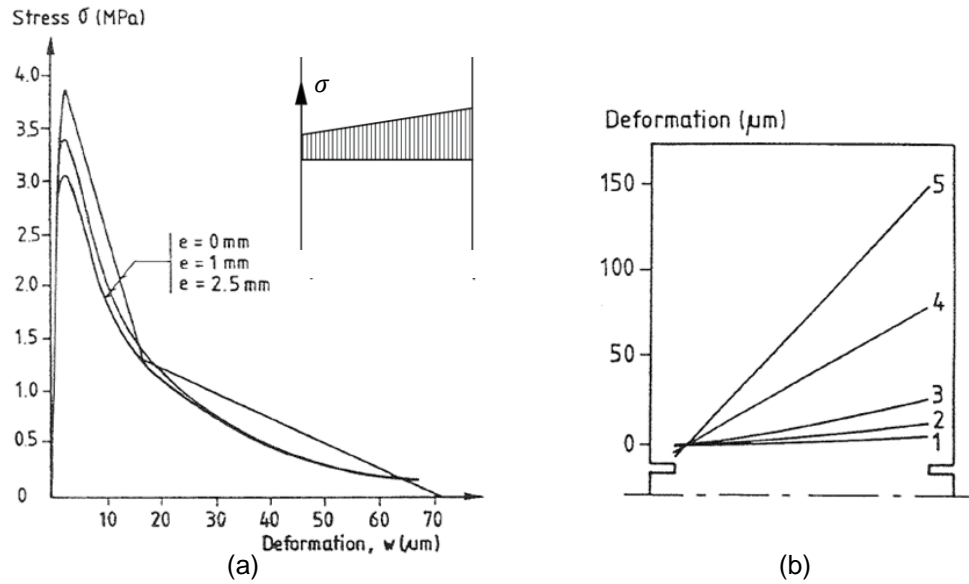 Stress σ (MPa)
4.0
3.5
3.0
2.5
2.0
1.5
1.0
0.5
0
σ
e = 0 mm
e = 1 mm
e = 2.5 mm
10
20
30
40
50
60
70
Deformation, w (μm)
(a)
Deformation (μm)
150
100
50
0
5
4
3
2
1
(b)